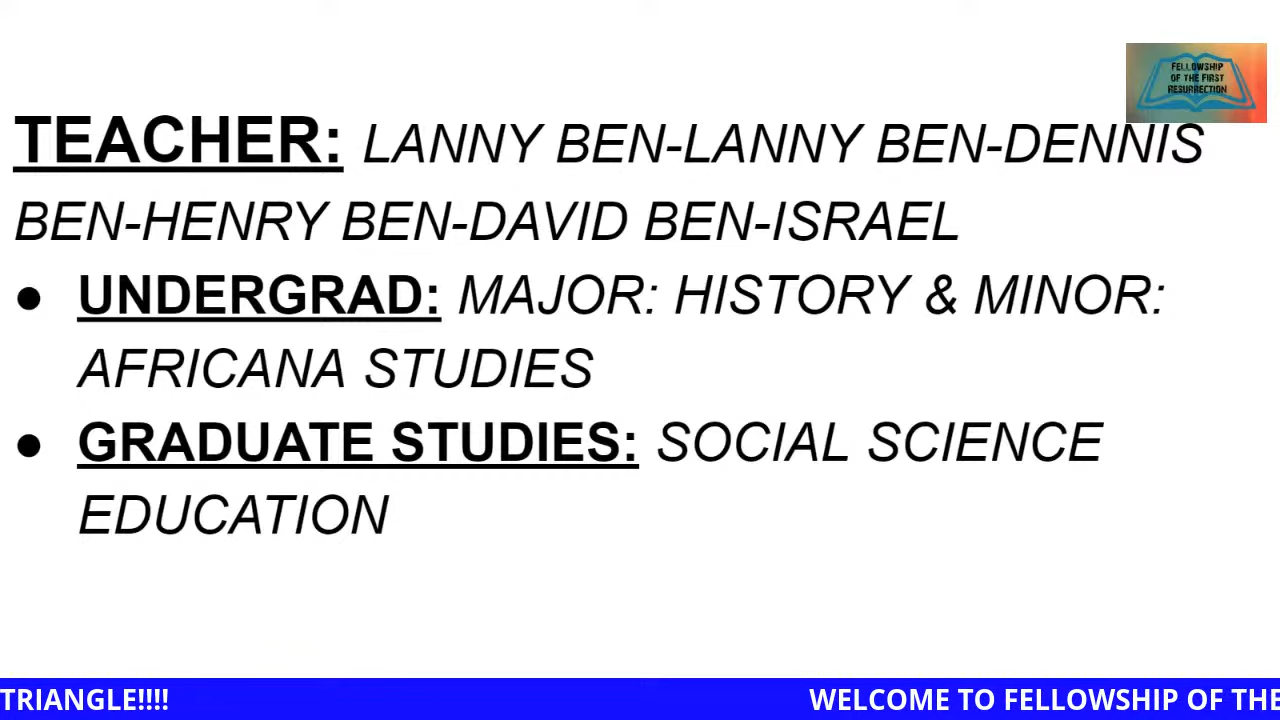 FELLOWSHIP
OF THE FIRST
RESURRECTION
TEACHER: LANNY BEN-LANNY BEN-DENNIS
BEN-HENRY BEN-DAVID BEN-ISRAEL
● UNDERGRAD: MAJOR: HISTORY & MINOR:
AFRICANA STUDIES
● GRADUATE STUDIES: SOCIAL SCIENCE
EDUCATION
TRIANGLE!!!! WELCOME TO FELLOWSHIP OF THE